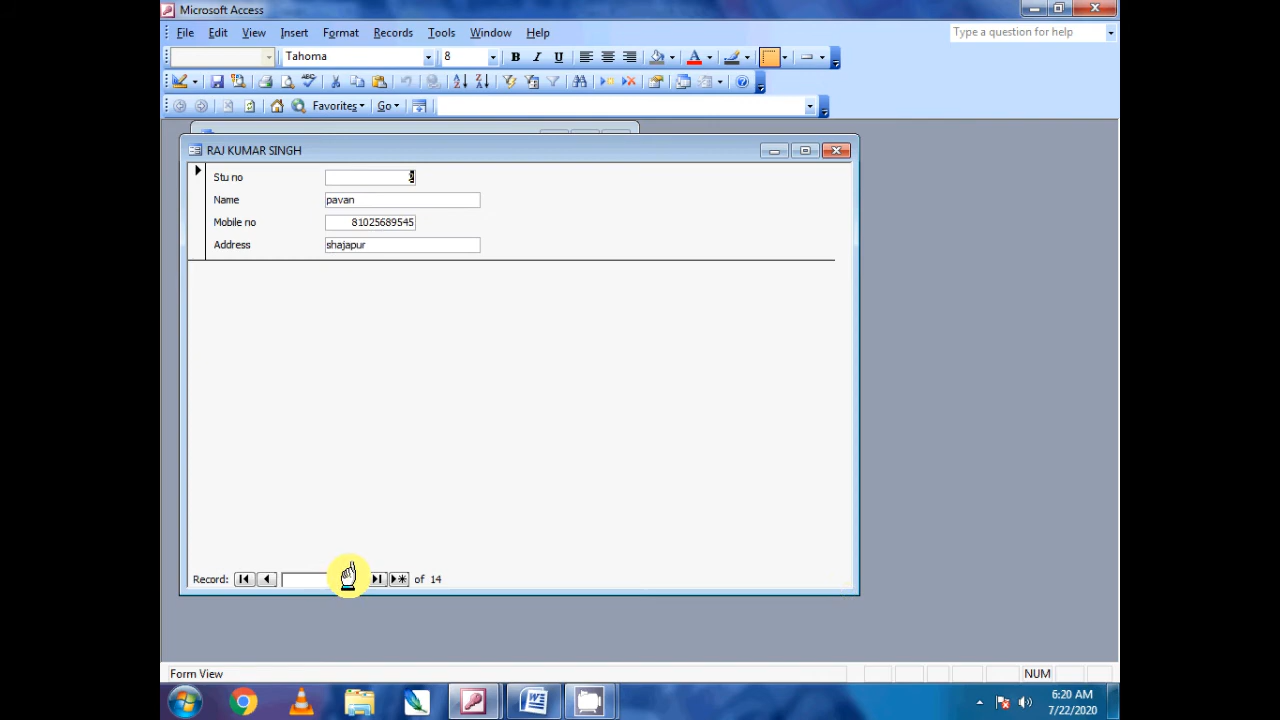 Microsoft Access
File Edit View Insert Format Records Tools Window Help
Type a question for help
Tahoma 8 B I U A
Favorites Go
RAJ KUMAR SINGH
Stu no
Name pavan
Mobile no 81025689545
Address shajapur
Record: of 14
Form View NUM
6:20 AM
7/22/2020